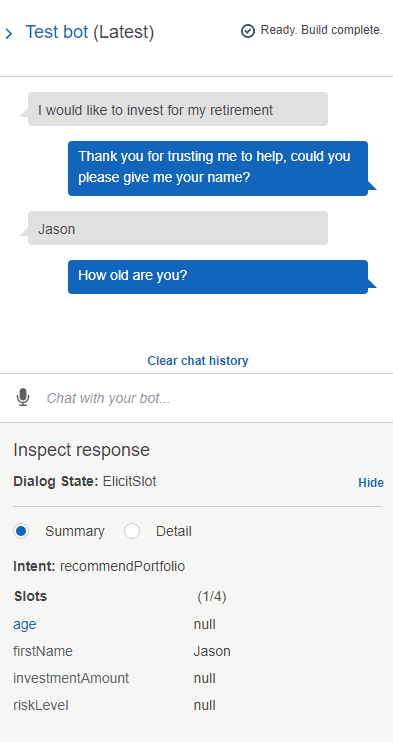 Test bot (Latest)
Ready. Build complete.
I would like to invest for my retirement
Thank you for trusting me to help, could you
please give me your name?
Jason
How old are you?
Clear chat history
Chat with your bot...
Inspect response
Dialog State: ElicitSlot
Hide
Summary Detail
Intent: recommendPortfolio
Slots (1/4)
age null
firstName Jason
investmentAmount null
riskLevel null